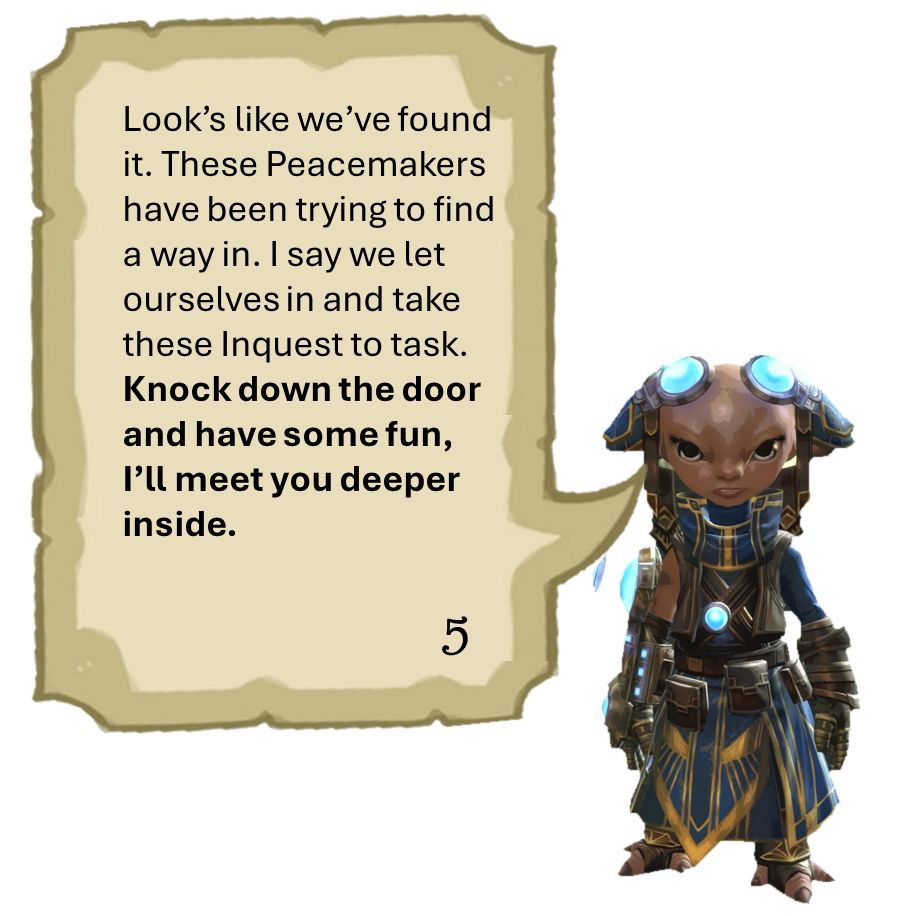 Look’s like we’ve found
it. These Peacemakers
have been trying to find
a way in. I say we let
ourselves in and take
these Inquest to task.
Knock down the door
and have some fun,
I’ll meet you deeper
inside.
5